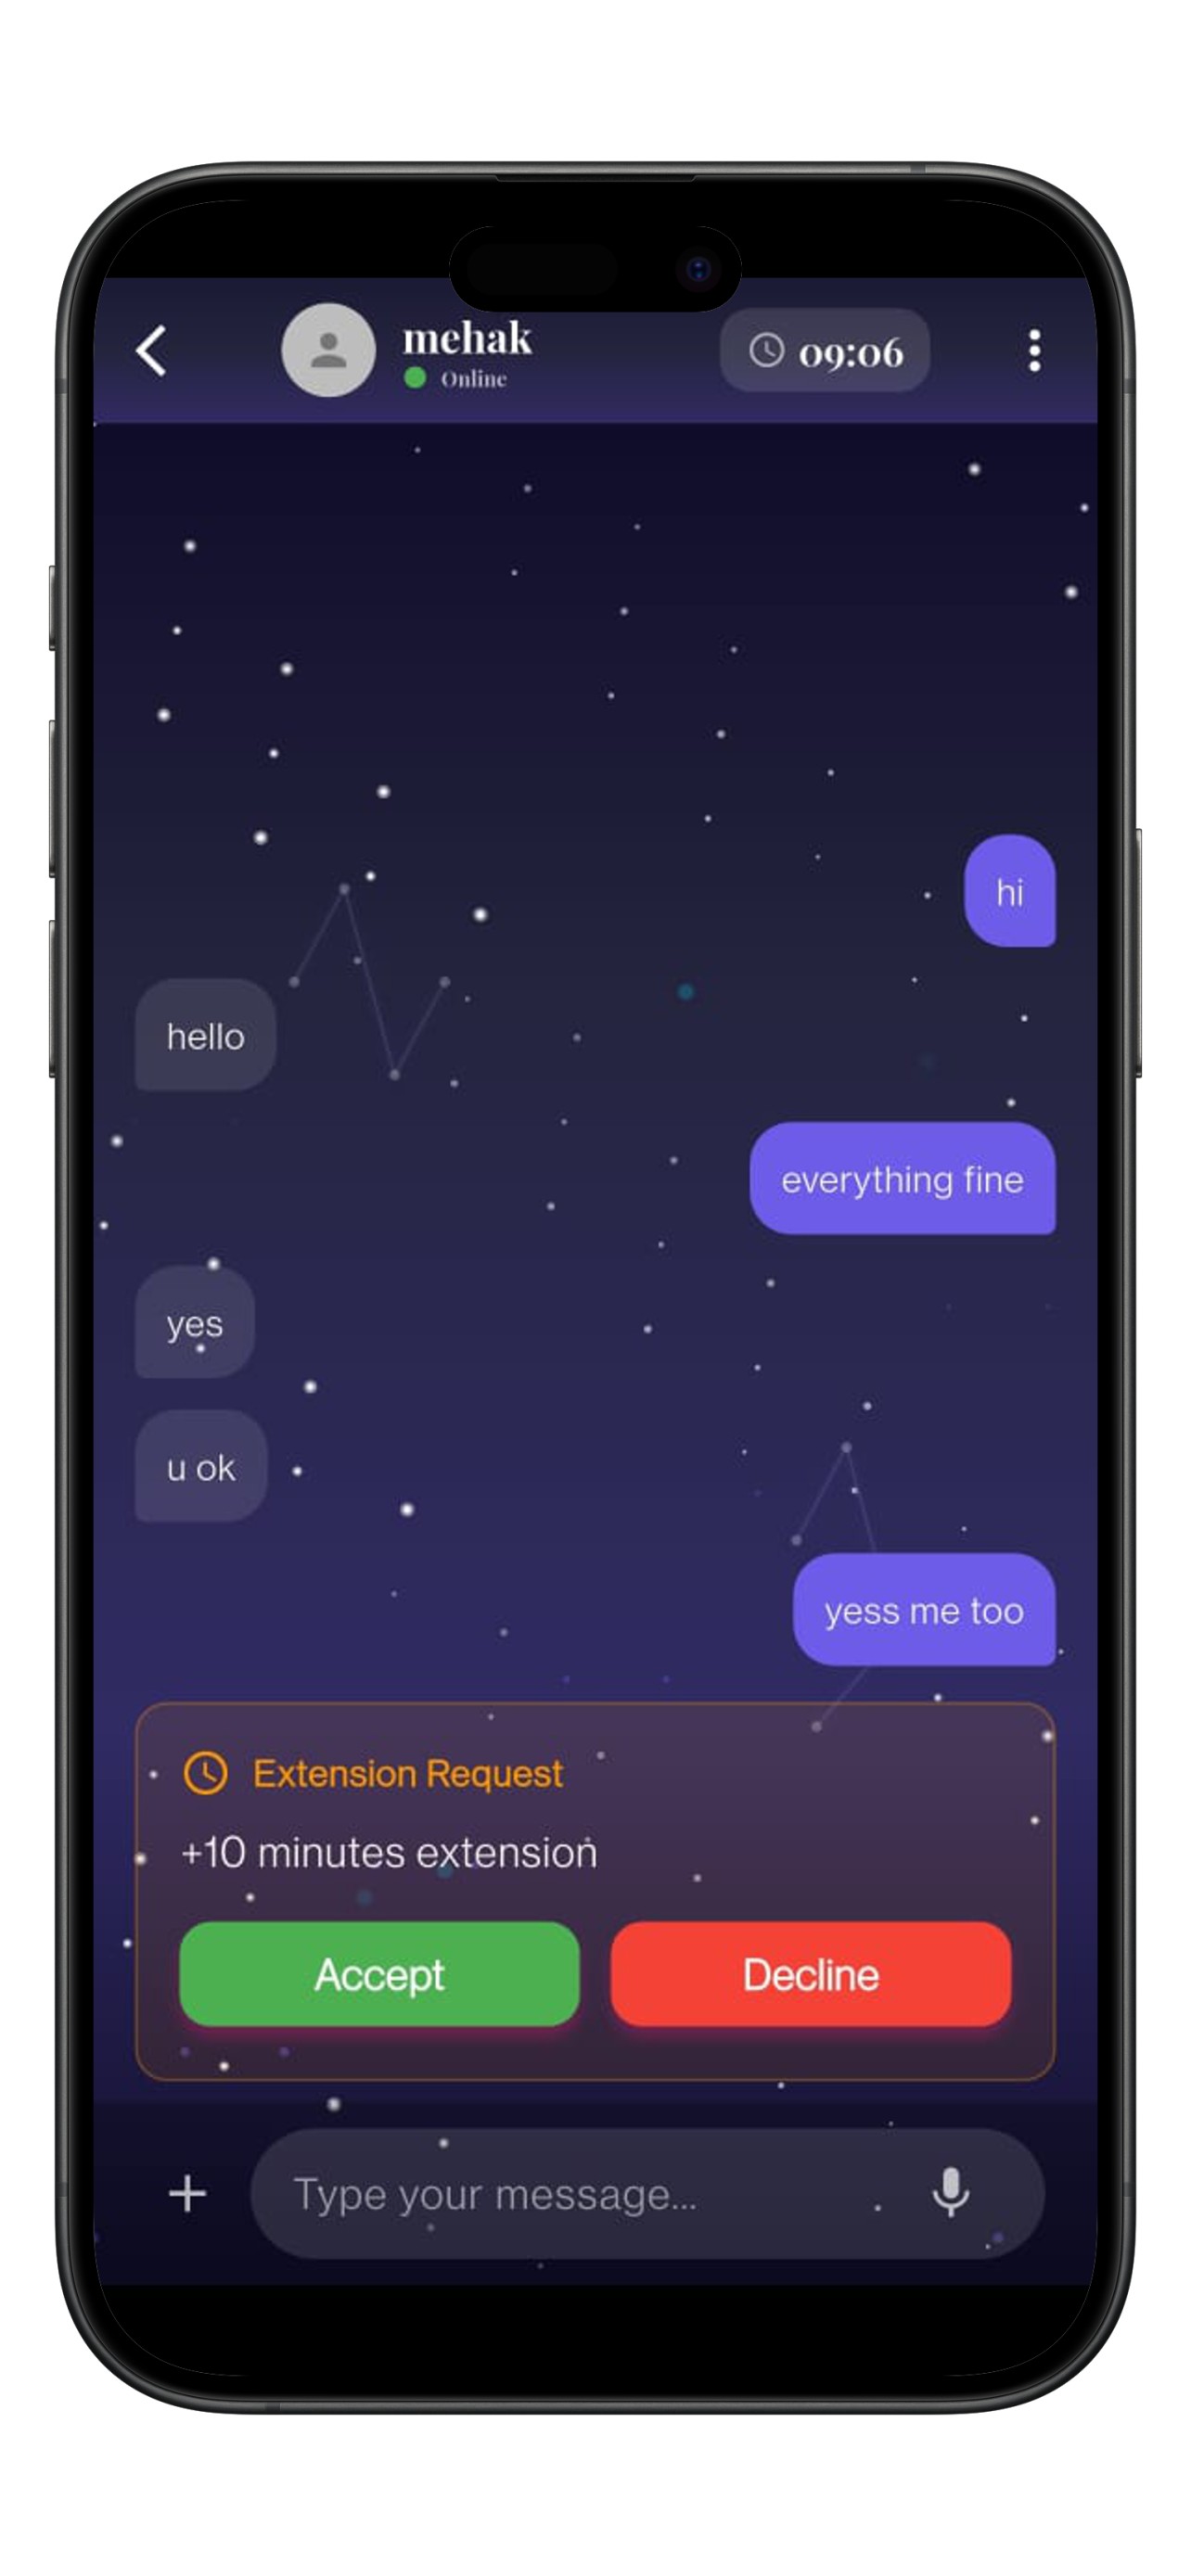 mehak
Online
09:06
hi
hello
everything fine
yes
u ok
yess me too
Extension Request
+10 minutes extension
Accept
Decline
Type your message...